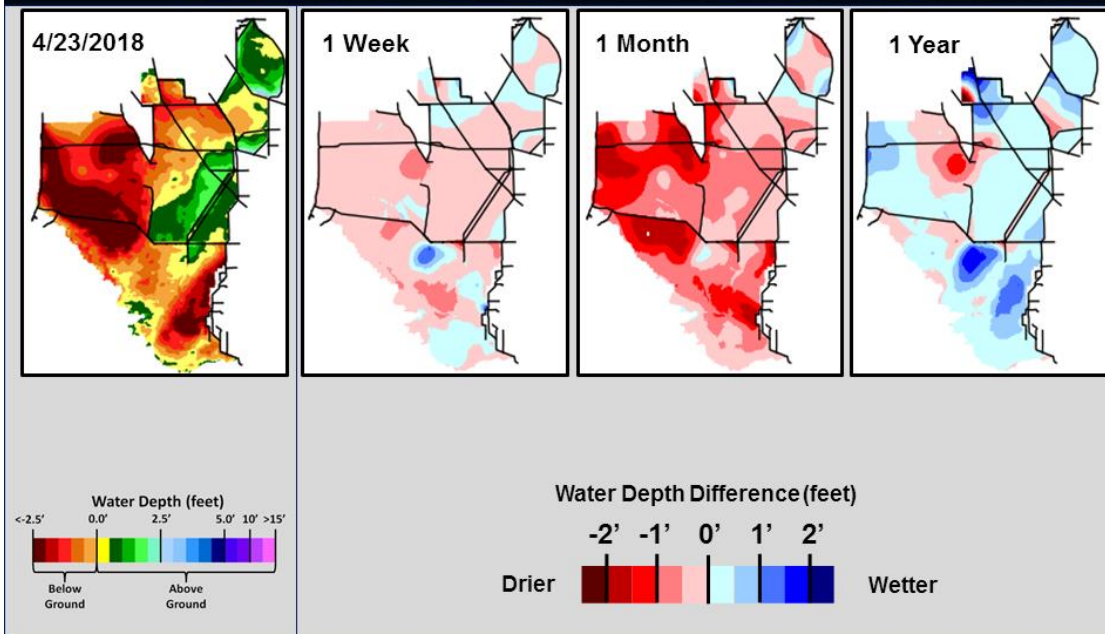 4/23/2018
1 Week
1 Month
1 Year
Water Depth (feet)
<-2.5' 0.0' 2.5' 5.0' 10' >15'
Below
Ground
Above
Ground
Water Depth Difference (feet)
-2' -1' 0' 1' 2'
Drier
Wetter